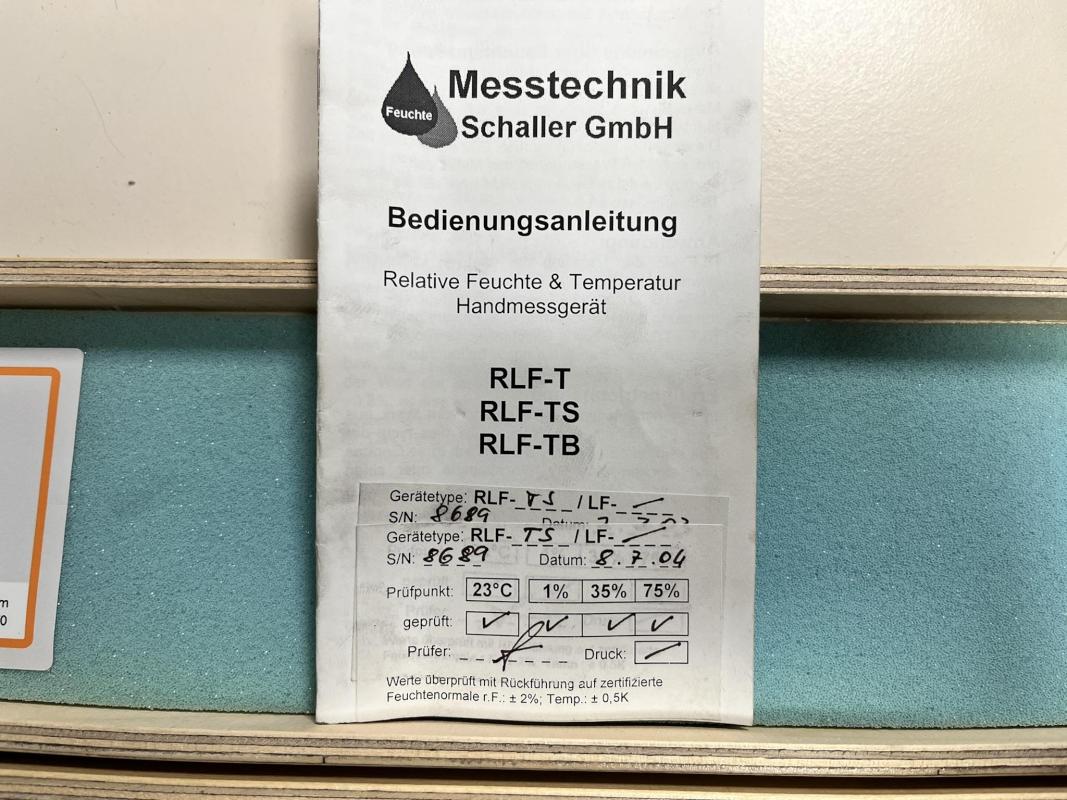 Feuchte
Messtechnik
Schaller GmbH
Bedienungsanleitung
Relative Feuchte & Temperatur
Handmessgerät
RLF-T
RLF-TS
RLF-TB
Gerätetype: RLF- TS / LF-
S/N: 8689 Datum:
Gerätetype: RLF- TS / LF-
S/N: 8689 Datum: 8.7.04
Prüfpunkt: 23°C 1% 35% 75%
geprüft: ✓ ✓ ✓ ✓
Prüfer: Druck:
Werte überprüft mit Rückführung auf zertifizierte
Feuchtenormale r.F.: ± 2%; Temp.: ± 0,5K
m
0